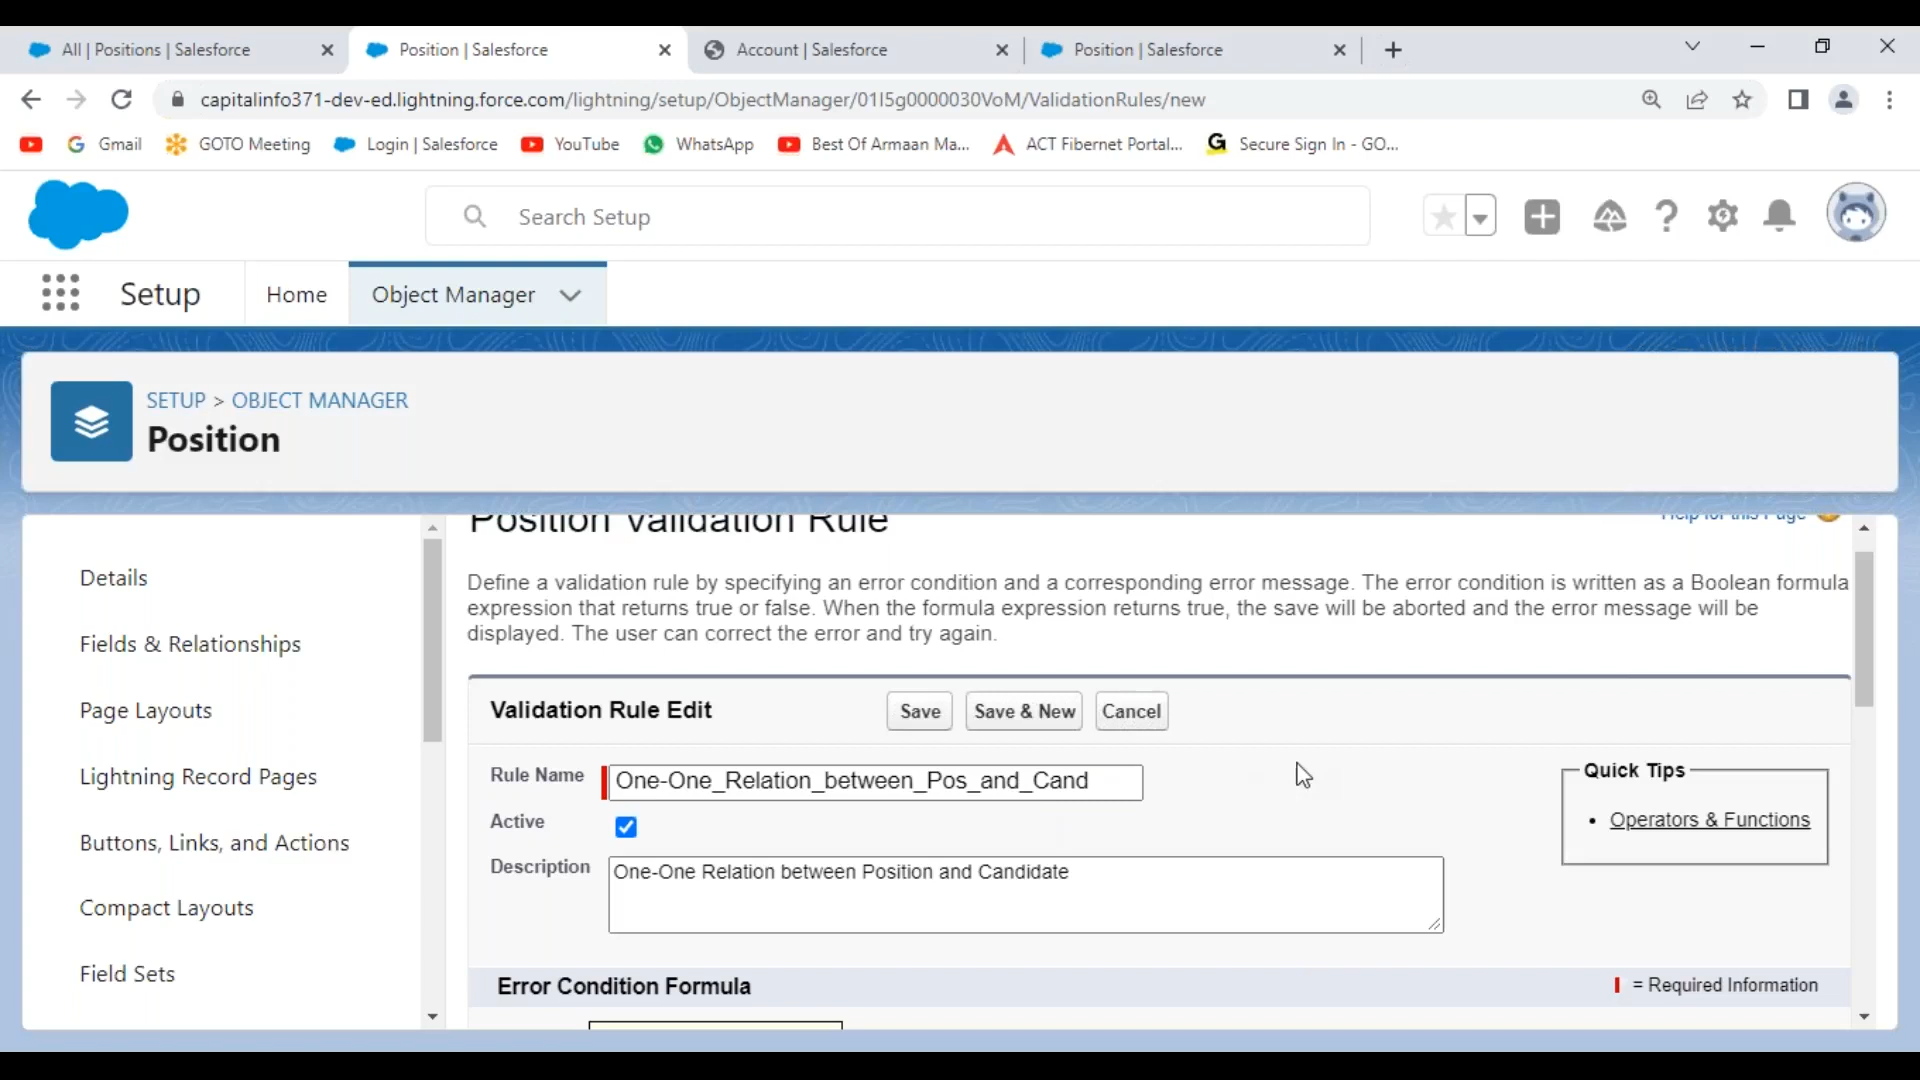 All | Positions | Salesforce
Position | Salesforce
Account | Salesforce
Position | Salesforce
capitalinfo371-dev-ed.lightning.force.com/lightning/setup/ObjectManager/01I5g0000030VoM/ValidationRules/new
Gmail
GOTO Meeting
Login | Salesforce
YouTube
WhatsApp
Best Of Armaan Ma...
ACT Fibernet Portal...
Secure Sign In - GO...
Search Setup
Setup
Home
Object Manager
SETUP > OBJECT MANAGER
Position
Details
Fields & Relationships
Page Layouts
Lightning Record Pages
Buttons, Links, and Actions
Compact Layouts
Field Sets
Position Validation Rule
Help for this Page
Define a validation rule by specifying an error condition and a corresponding error message. The error condition is written as a Boolean formula
expression that returns true or false. When the formula expression returns true, the save will be aborted and the error message will be
displayed. The user can correct the error and try again.
Validation Rule Edit
Save
Save & New
Cancel
Rule Name
One-One_Relation_between_Pos_and_Cand
Active
Description
One-One Relation between Position and Candidate
Quick Tips
• Operators & Functions
Error Condition Formula
= Required Information